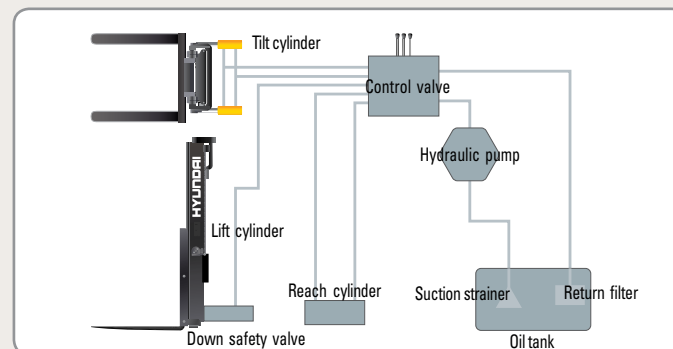 Tilt cylinder
Control valve
Hydraulic pump
HYUNDAI
Lift cylinder
Reach cylinder
Suction strainer
Return filter
Down safety valve
Oil tank